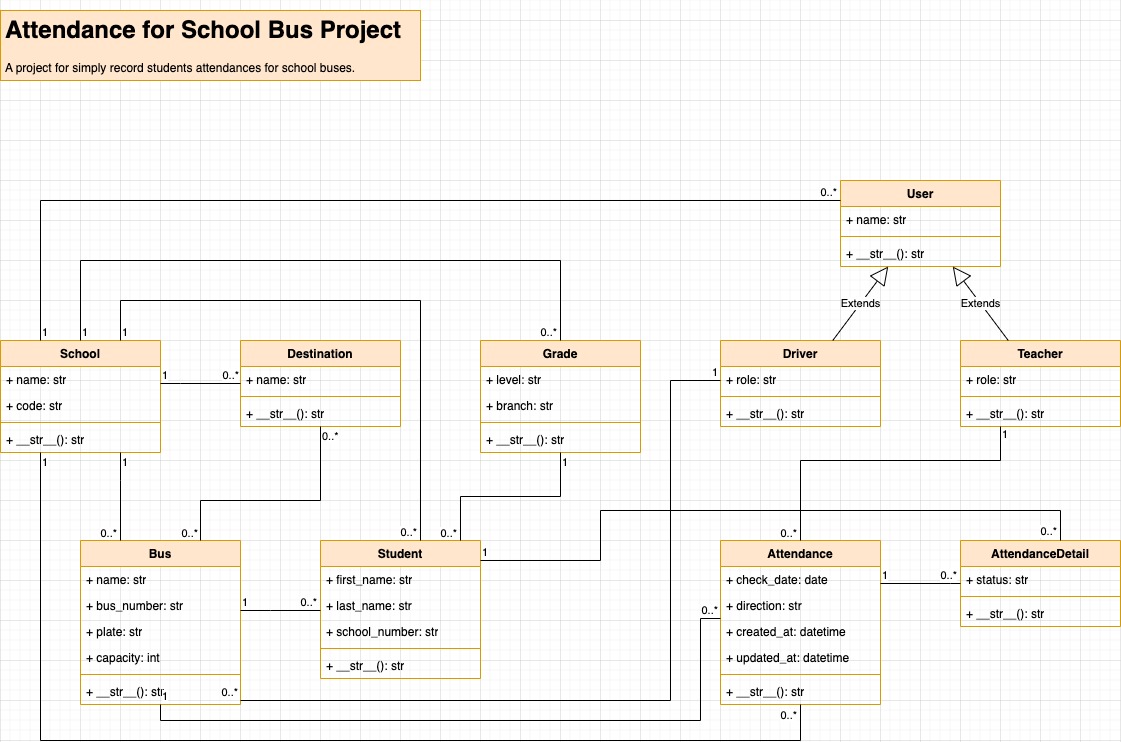 Attendance for School Bus Project
A project for simply record students attendances for school buses.
0..*
User
+ name: str
+ __str__(): str
Extends
Extends
1
1
1
0..*
School
+ name: str
+ code: str
+ __str__(): str
1
0..*
Destination
+ name: str
+ __str__(): str
Grade
+ level: str
+ branch: str
+ __str__(): str
1
Driver
+ role: str
+ __str__(): str
Teacher
+ role: str
+ __str__(): str
0..*
1
1
1
1
0..*
0..*
0..*
0..*
0..*
0..*
Bus
+ name: str
+ bus_number: str
+ plate: str
+ capacity: int
+ __str__(): str
1
0..*
1
0..*
Student
+ first_name: str
+ last_name: str
+ school_number: str
+ __str__(): str
1
0..*
Attendance
+ check_date: date
+ direction: str
+ created_at: datetime
+ updated_at: datetime
+ __str__(): str
0..*
1
0..*
AttendanceDetail
+ status: str
+ __str__(): str